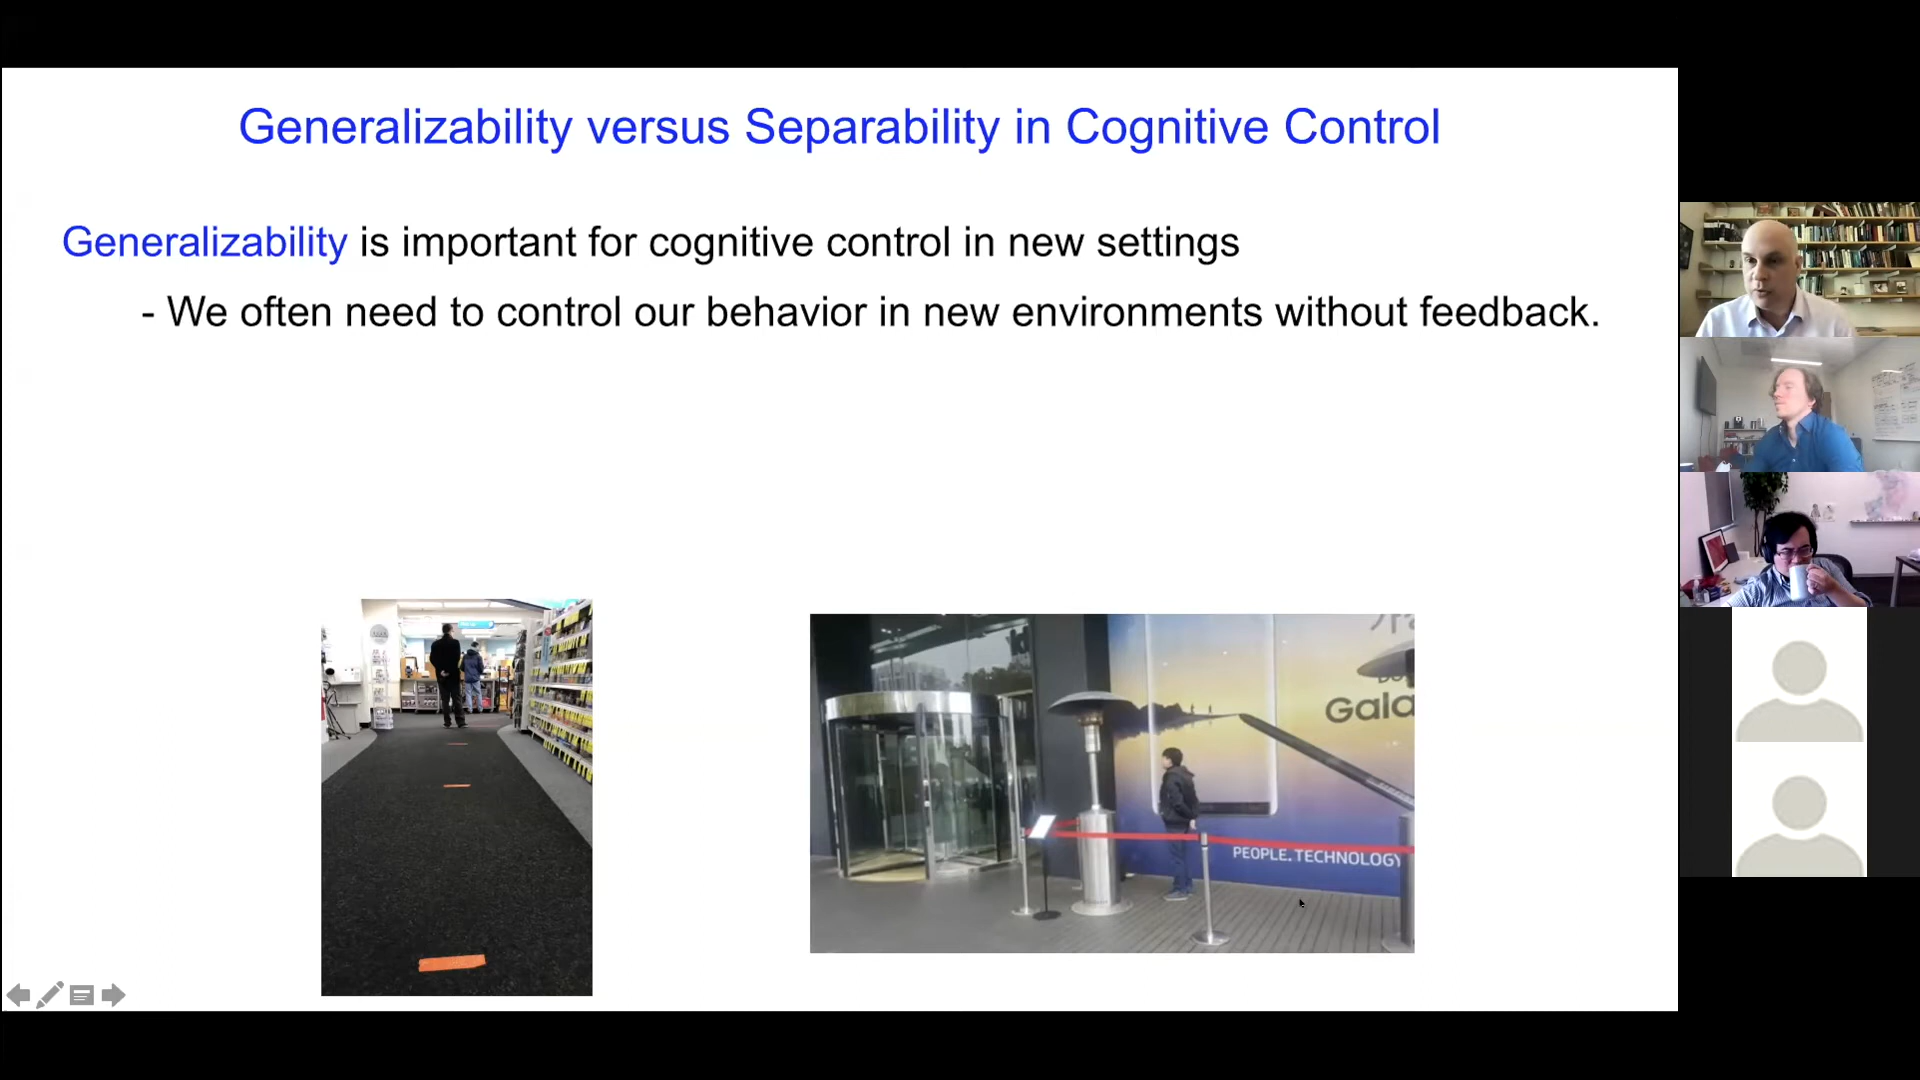 Generalizability versus Separability in Cognitive Control
Generalizability is important for cognitive control in new settings
- We often need to control our behavior in new environments without feedback.
Gala
PEOPLE.TECHNOLOGY